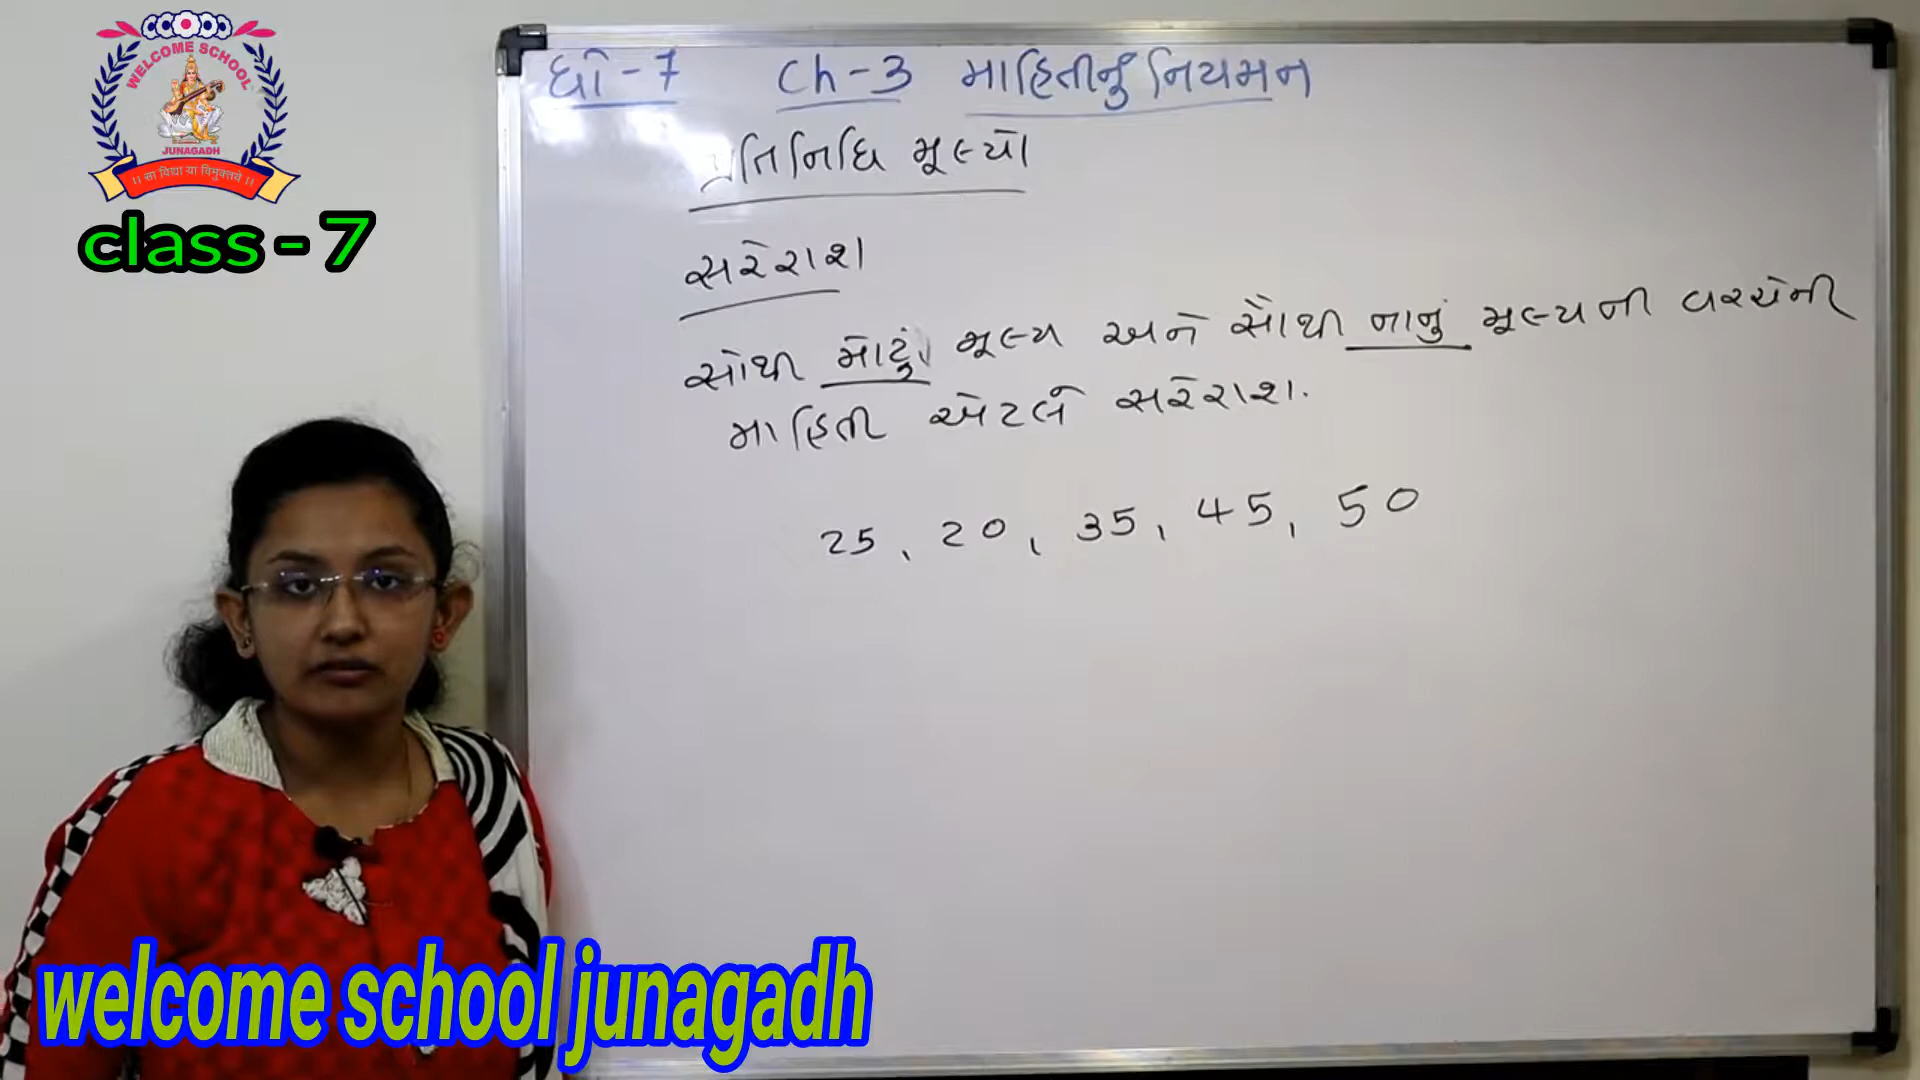 WELCOME SCHOOL
JUNAGADH
।। सा विद्या या विमुक्तये ।।
class - 7
ધો - 7 Ch - 3 માહિતીનું નિયમન
પ્રતિનિધિ મૂલ્યો
સરેરાશ
સૌથી મોટું મૂલ્ય અને સૌથી નાનું મૂલ્યની વચ્ચેની
માહિતી એટલે સરેરાશ.
25, 20, 35, 45, 50
welcome school junagadh